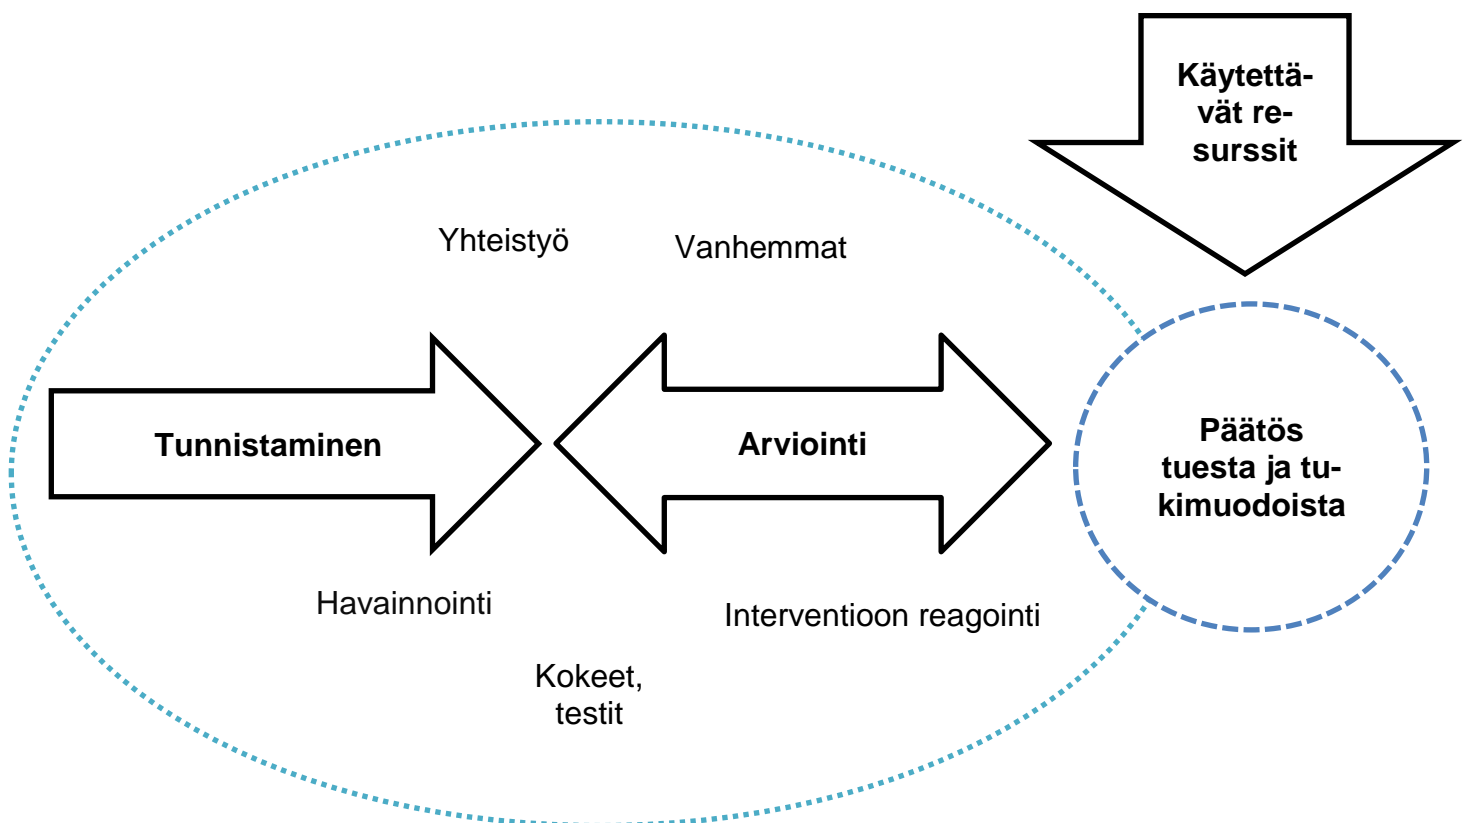 Käytettä-
vät re-
surssit
Yhteistyö
Vanhemmat
Tunnistaminen
Arviointi
Päätös
tuesta ja tu-
kimuodoista
Havainnointi
Interventioon reagointi
Kokeet,
testit